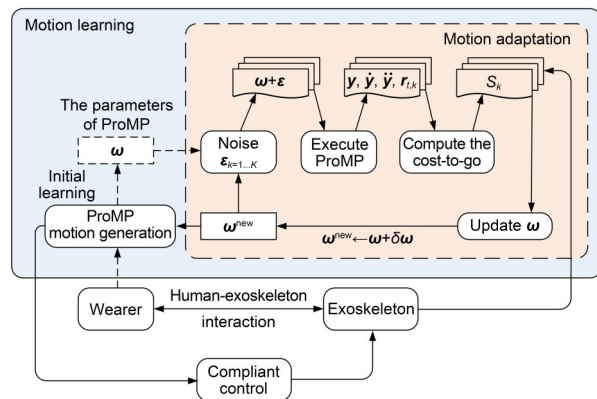 Motion learning
Motion adaptation
ω+ε
y, ẏ, ÿ, r_{t,k}
S_k
The parameters
of ProMP
ω
Noise
ε_{k=1...K}
Execute
ProMP
Compute the
cost-to-go
Initial
learning
ProMP
motion generation
ω^{new}
ω^{new}←ω+δω
Update ω
Wearer
Human-exoskeleton
interaction
Exoskeleton
Compliant
control